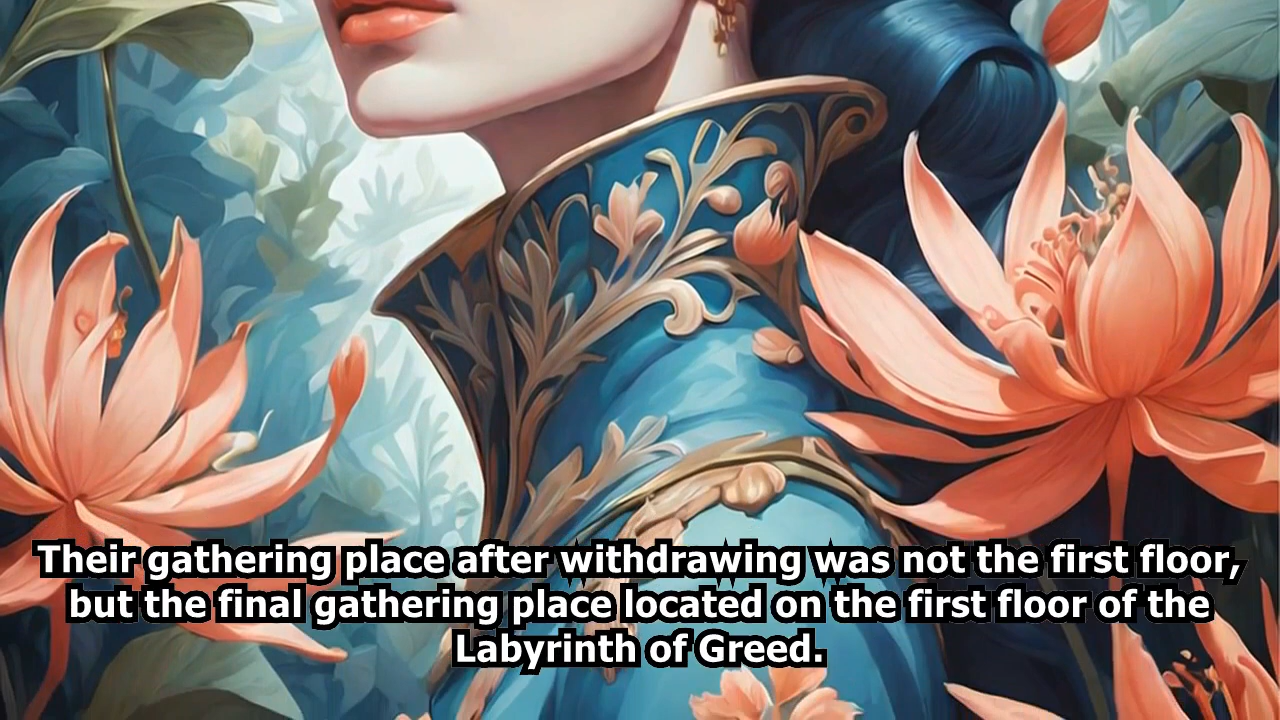 Their gathering place after withdrawing was not the first floor,
but the final gathering place located on the first floor of the
Labyrinth of Greed.